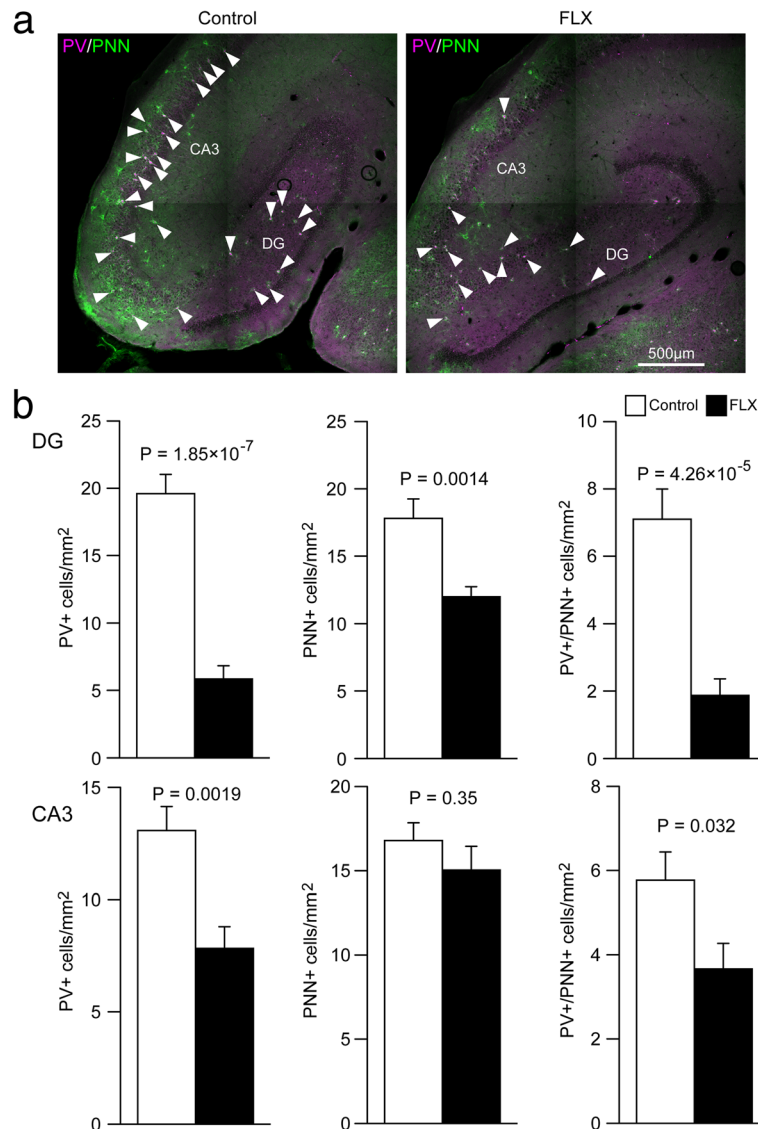 a
Control
FLX
PV/PNN
CA3
DG
PV/PNN
CA3
DG
500μm
b
Control
FLX
DG
PV+ cells/mm²
25
20
15
10
5
0
P = 1.85×10⁻⁷
PNN+ cells/mm²
25
20
15
10
5
0
P = 0.0014
PV+/PNN+ cells/mm²
10
8
6
4
2
0
P = 4.26×10⁻⁵
CA3
PV+ cells/mm²
15
10
5
0
P = 0.0019
PNN+ cells/mm²
20
15
10
5
0
P = 0.35
PV+/PNN+ cells/mm²
8
6
4
2
0
P = 0.032